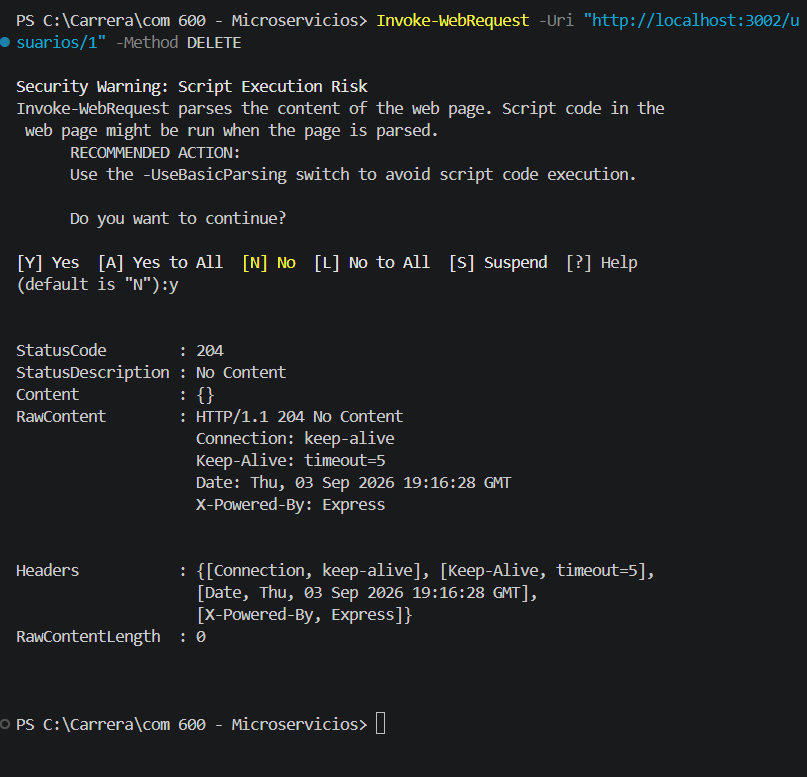 PS C:\Carrera\com 600 - Microservicios> Invoke-WebRequest -Uri "http://localhost:3002/u
suarios/1" -Method DELETE
Security Warning: Script Execution Risk
Invoke-WebRequest parses the content of the web page. Script code in the
 web page might be run when the page is parsed.
      RECOMMENDED ACTION:
      Use the -UseBasicParsing switch to avoid script code execution.
      Do you want to continue?
[Y] Yes  [A] Yes to All  [N] No  [L] No to All  [S] Suspend  [?] Help
(default is "N"):y
StatusCode        : 204
StatusDescription : No Content
Content           : {}
RawContent        : HTTP/1.1 204 No Content
                    Connection: keep-alive
                    Keep-Alive: timeout=5
                    Date: Thu, 03 Sep 2026 19:16:28 GMT
                    X-Powered-By: Express
Headers           : {[Connection, keep-alive], [Keep-Alive, timeout=5],
                    [Date, Thu, 03 Sep 2026 19:16:28 GMT],
                    [X-Powered-By, Express]}
RawContentLength  : 0
PS C:\Carrera\com 600 - Microservicios>